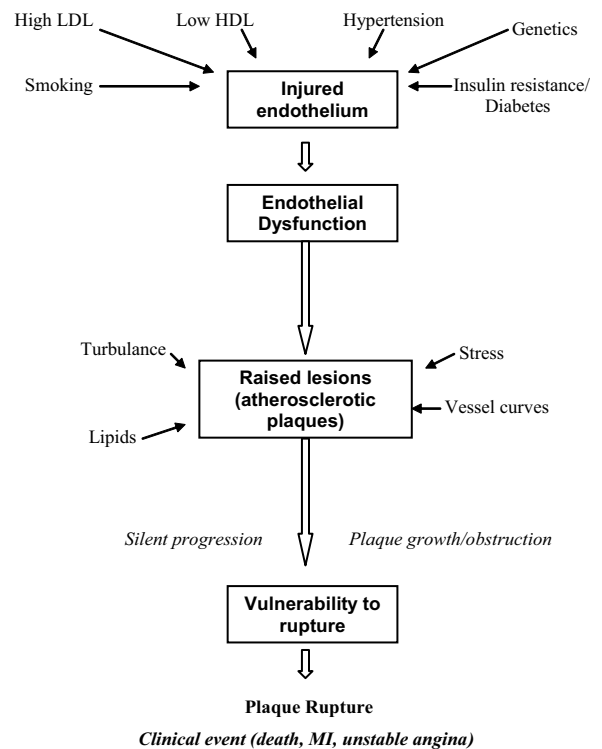 High LDL
Low HDL
Hypertension
Genetics
Smoking
Injured
endothelium
Insulin resistance/
Diabetes
Endothelial
Dysfunction
Turbulance
Stress
Raised lesions
(atherosclerotic
plaques)
Vessel curves
Lipids
Silent progression
Plaque growth/obstruction
Vulnerability to
rupture
Plaque Rupture
Clinical event (death, MI, unstable angina)